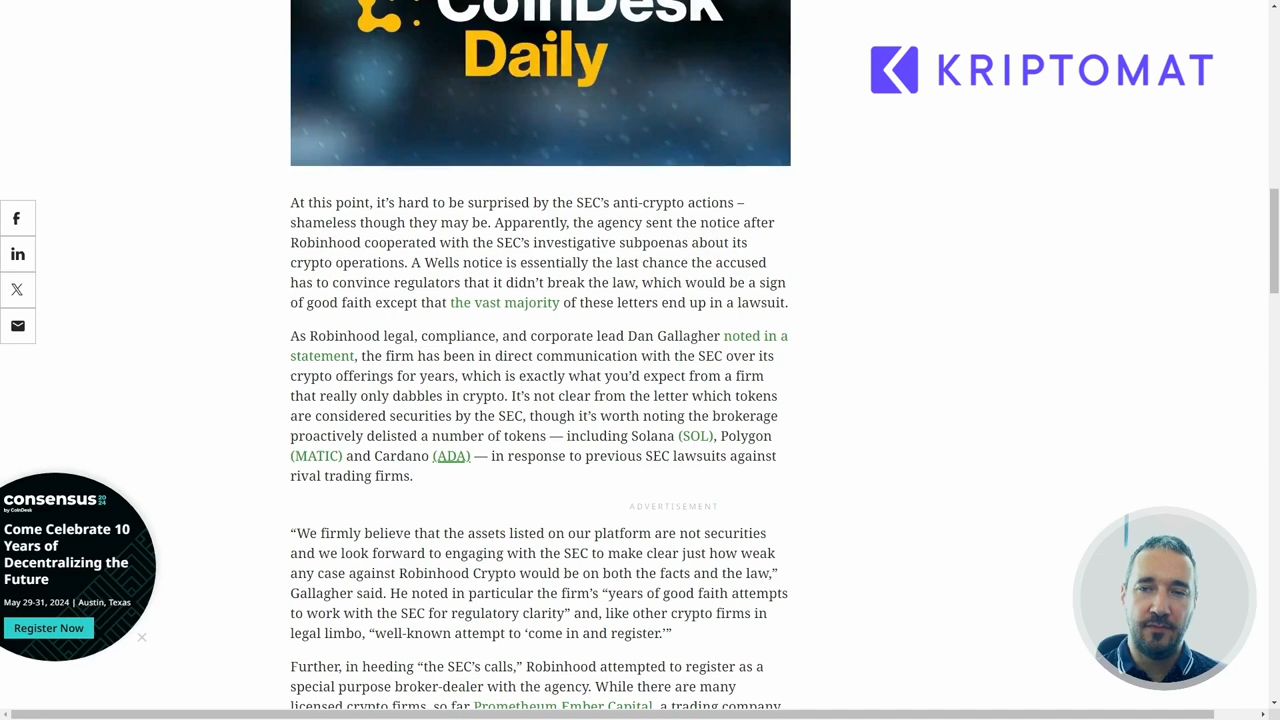 CoinDesk
Daily
KRIPTOMAT
At this point, it’s hard to be surprised by the SEC’s anti-crypto actions –
shameless though they may be. Apparently, the agency sent the notice after
Robinhood cooperated with the SEC’s investigative subpoenas about its
crypto operations. A Wells notice is essentially the last chance the accused
has to convince regulators that it didn’t break the law, which would be a sign
of good faith except that the vast majority of these letters end up in a lawsuit.
As Robinhood legal, compliance, and corporate lead Dan Gallagher noted in a
statement, the firm has been in direct communication with the SEC over its
crypto offerings for years, which is exactly what you’d expect from a firm
that really only dabbles in crypto. It’s not clear from the letter which tokens
are considered securities by the SEC, though it’s worth noting the brokerage
proactively delisted a number of tokens — including Solana (SOL), Polygon
(MATIC) and Cardano (ADA) — in response to previous SEC lawsuits against
rival trading firms.
ADVERTISEMENT
“We firmly believe that the assets listed on our platform are not securities
and we look forward to engaging with the SEC to make clear just how weak
any case against Robinhood Crypto would be on both the facts and the law,”
Gallagher said. He noted in particular the firm’s “years of good faith attempts
to work with the SEC for regulatory clarity” and, like other crypto firms in
legal limbo, “well-known attempt to ‘come in and register.’”
Further, in heeding “the SEC’s calls,” Robinhood attempted to register as a
special purpose broker-dealer with the agency. While there are many
licensed crypto firms, so far Prometheum Ember Capital, a trading company
consensus 2024
by CoinDesk
Come Celebrate 10
Years of
Decentralizing the
Future
May 29-31, 2024 | Austin, Texas
Register Now